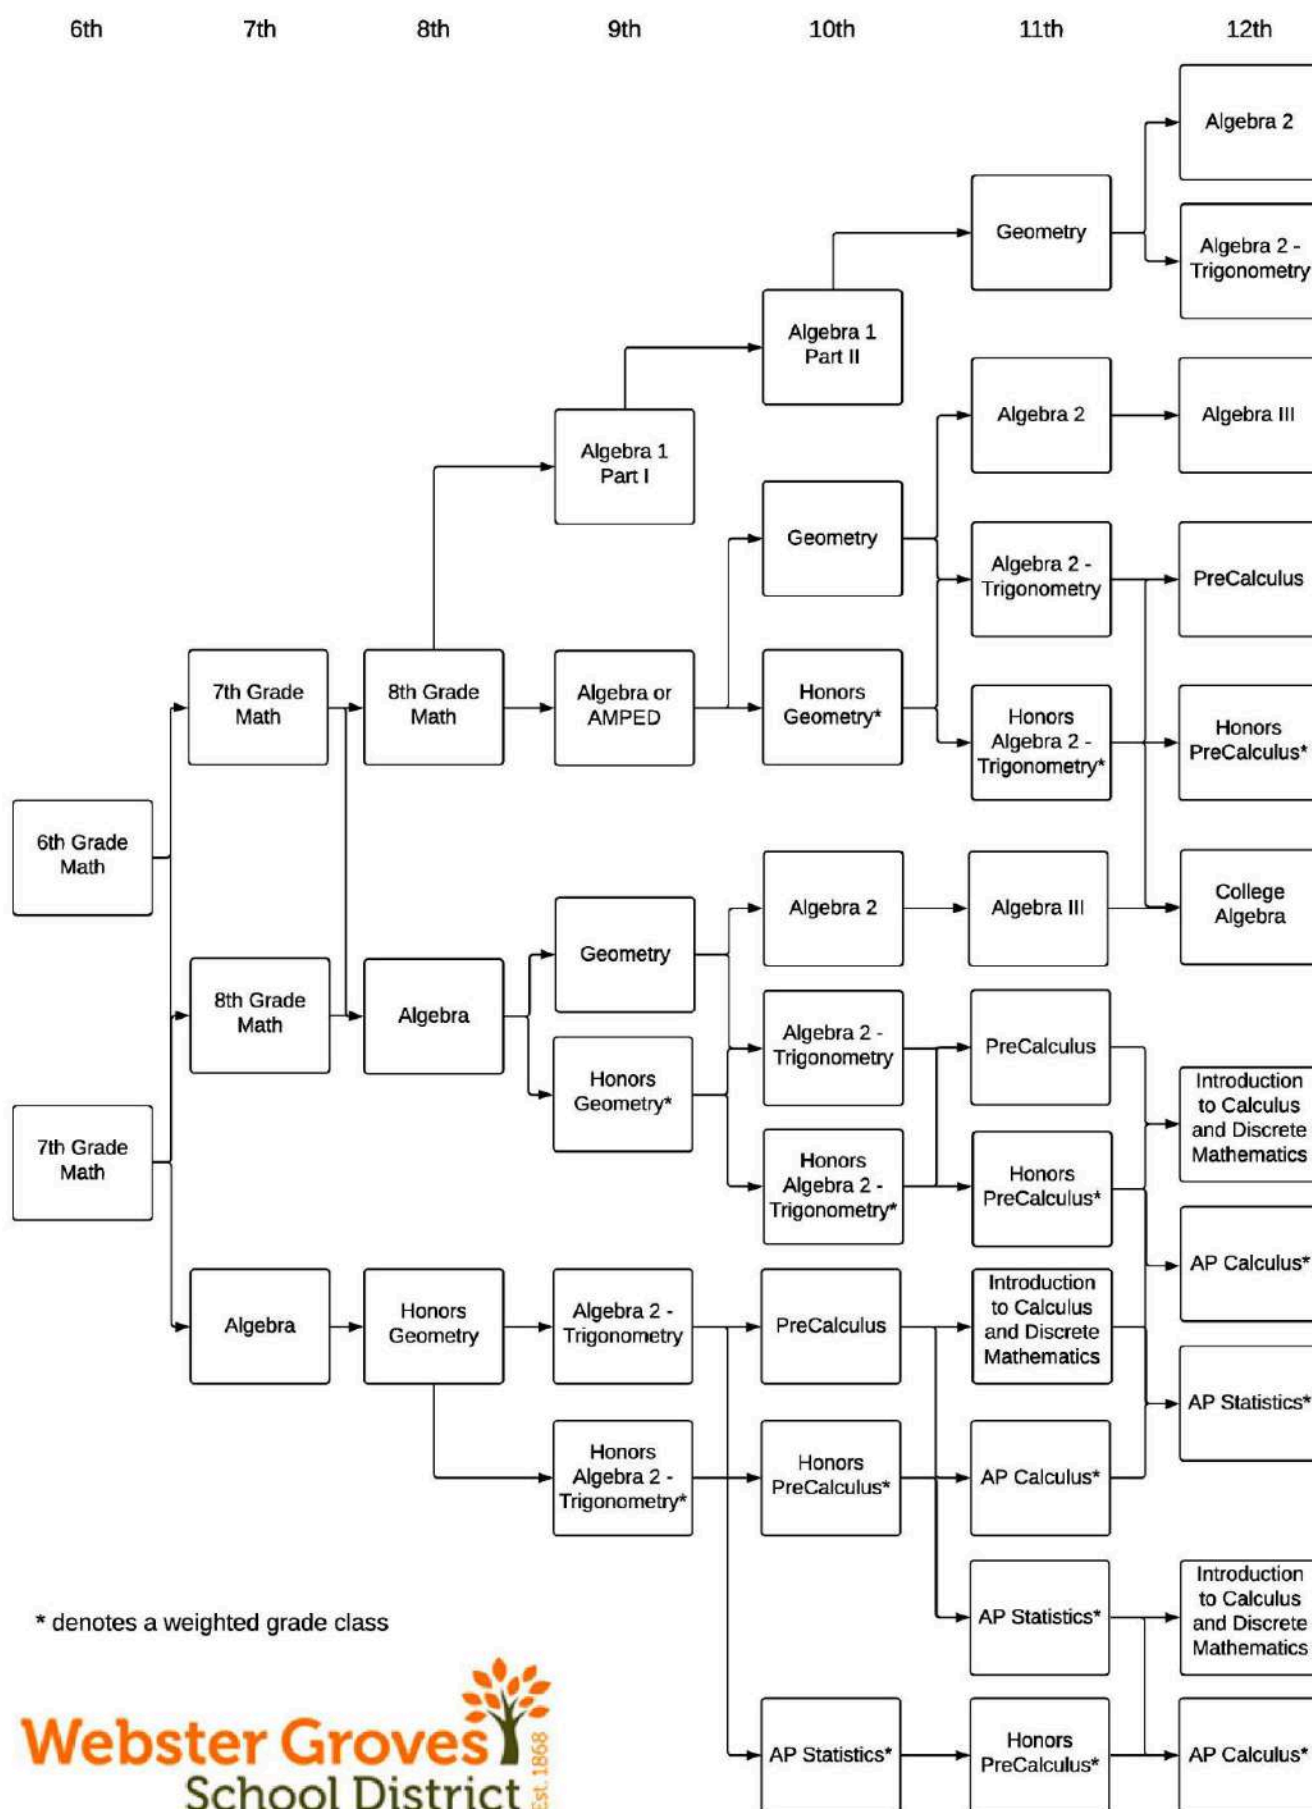 6th 7th 8th 9th 10th 11th 12th
Algebra 2
Geometry
Algebra 2 -
Trigonometry
Algebra 1
Part II
Algebra 2
Algebra III
Algebra 1
Part I
Geometry
Algebra 2 -
Trigonometry
PreCalculus
7th Grade
Math
8th Grade
Math
Algebra or
AMPED
Honors
Geometry*
Honors
Algebra 2 -
Trigonometry*
Honors
PreCalculus*
6th Grade
Math
Algebra 2
Algebra III
College
Algebra
Geometry
8th Grade
Math
Algebra
Algebra 2 -
Trigonometry
PreCalculus
Honors
Geometry*
Introduction
to Calculus
and Discrete
Mathematics
7th Grade
Math
Honors
Algebra 2 -
Trigonometry*
Honors
PreCalculus*
AP Calculus*
Algebra
Honors
Geometry
Algebra 2 -
Trigonometry
PreCalculus
Introduction
to Calculus
and Discrete
Mathematics
AP Statistics*
Honors
Algebra 2 -
Trigonometry*
Honors
PreCalculus*
AP Calculus*
* denotes a weighted grade class
AP Statistics*
Introduction
to Calculus
and Discrete
Mathematics
AP Statistics*
Honors
PreCalculus*
AP Calculus*
Webster Groves
School District
Est. 1868